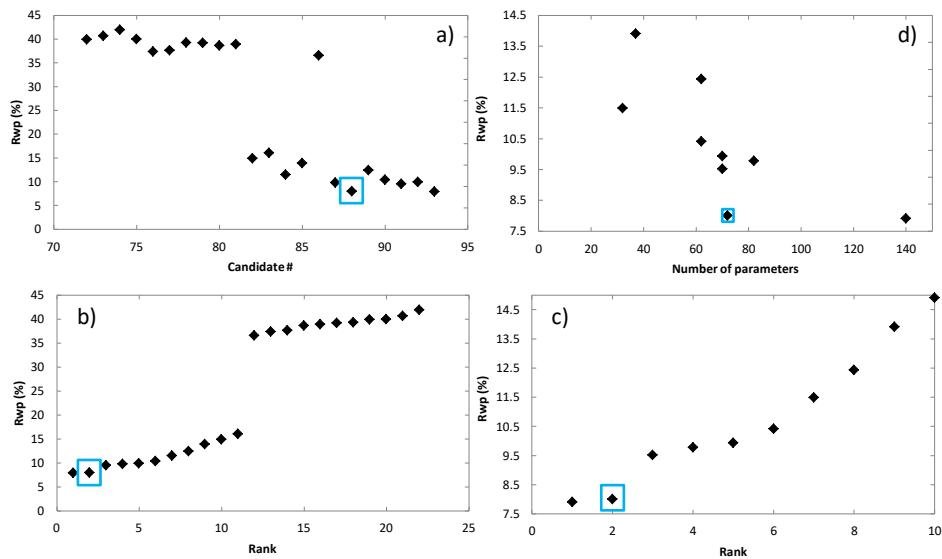 45
40
35
30
25
20
15
10
5
0
Rwp (%)
a)
70 75 80 85 90 95
Candidate #
14.5
13.5
12.5
11.5
10.5
9.5
8.5
7.5
Rwp (%)
d)
0 20 40 60 80 100 120 140
Number of parameters
45
40
35
30
25
20
15
10
5
0
Rwp (%)
b)
0 5 10 15 20 25
Rank
14.5
13.5
12.5
11.5
10.5
9.5
8.5
7.5
Rwp (%)
c)
0 2 4 6 8 10
Rank